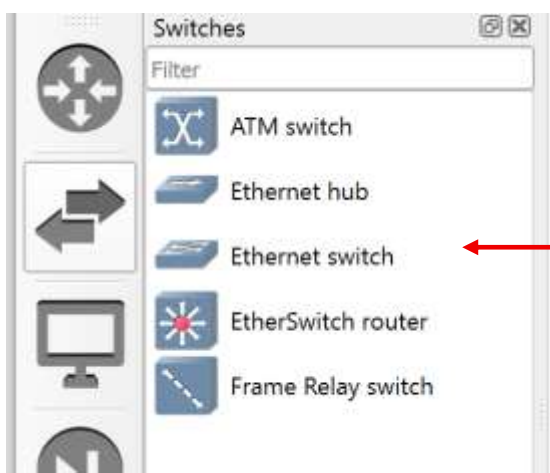 Switches
Filter
ATM switch
Ethernet hub
Ethernet switch
EtherSwitch router
Frame Relay switch